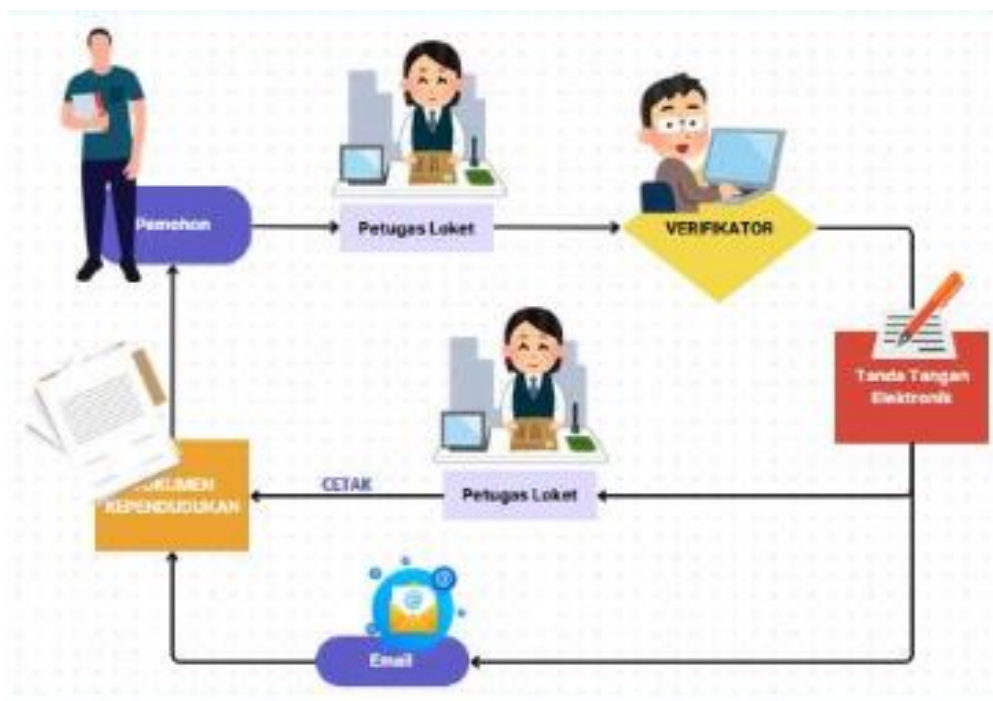 Pemohon
Petugas Loket
VERIFIKATOR
Tanda Tangan
Elektronik
CETAK
Petugas Loket
KEPENDUDUKAN
Email